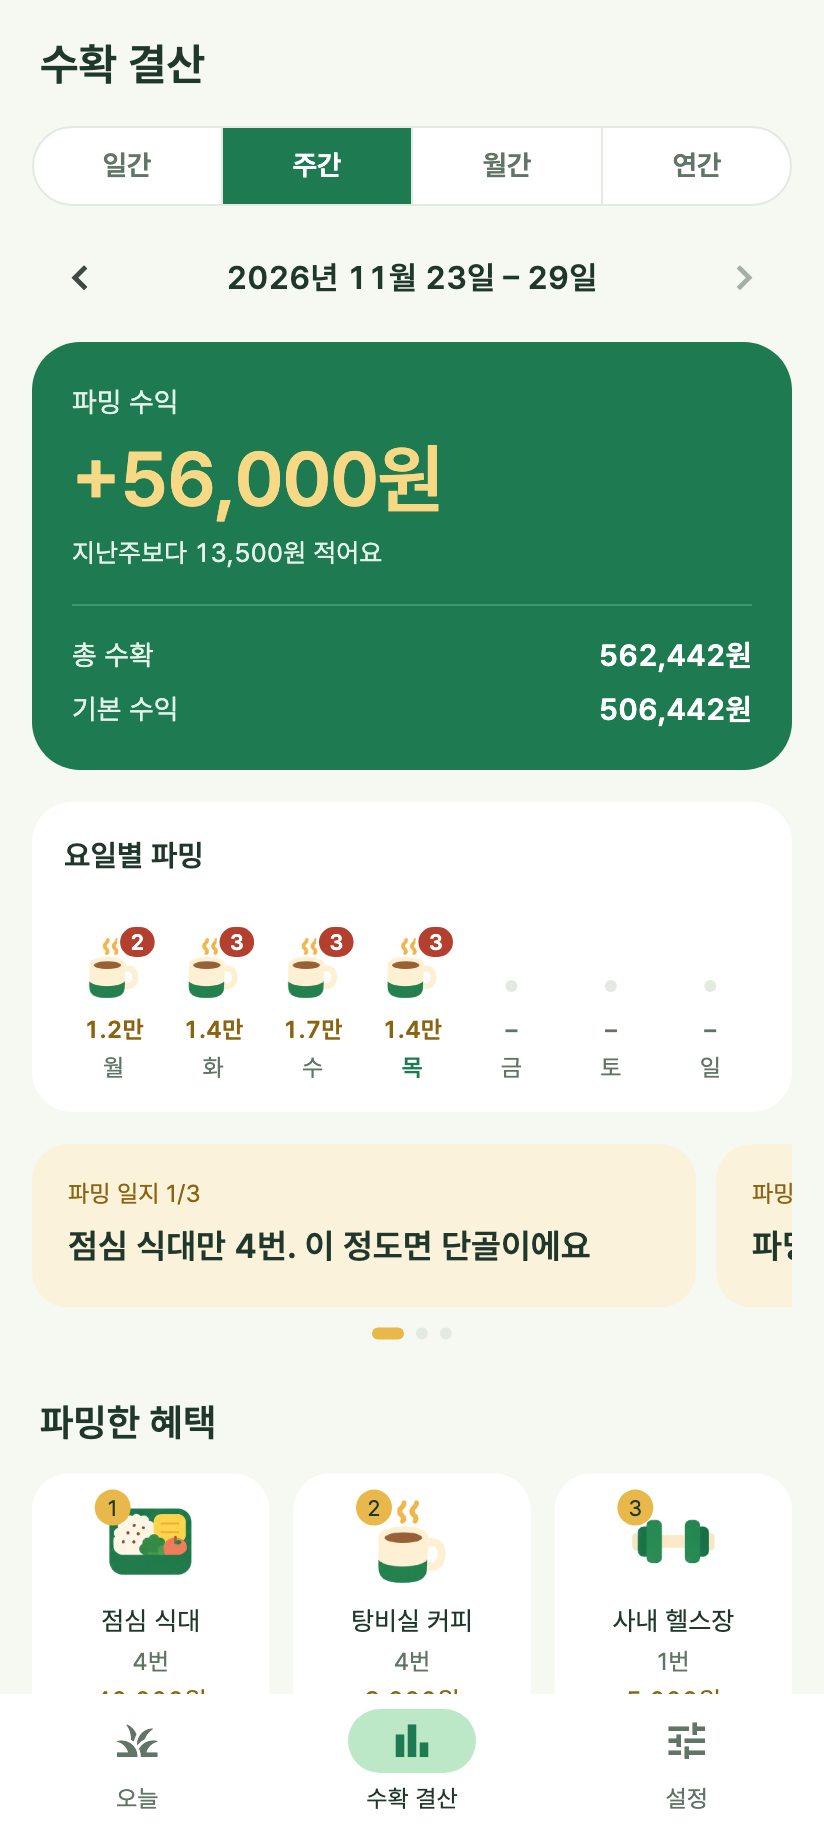 수확 결산
일간 주간 월간 연간
2026년 11월 23일 – 29일
파밍 수익
+56,000원
지난주보다 13,500원 적어요
총 수확 562,442원
기본 수익 506,442원
요일별 파밍
2 3 3 3
1.2만 1.4만 1.7만 1.4만 – – –
월 화 수 목 금 토 일
파밍 일지 1/3 파밍
점심 식대만 4번. 이 정도면 단골이에요
파밍한 혜택
1 2 3
점심 식대 탕비실 커피 사내 헬스장
4번 4번 1번
오늘 수확 결산 설정